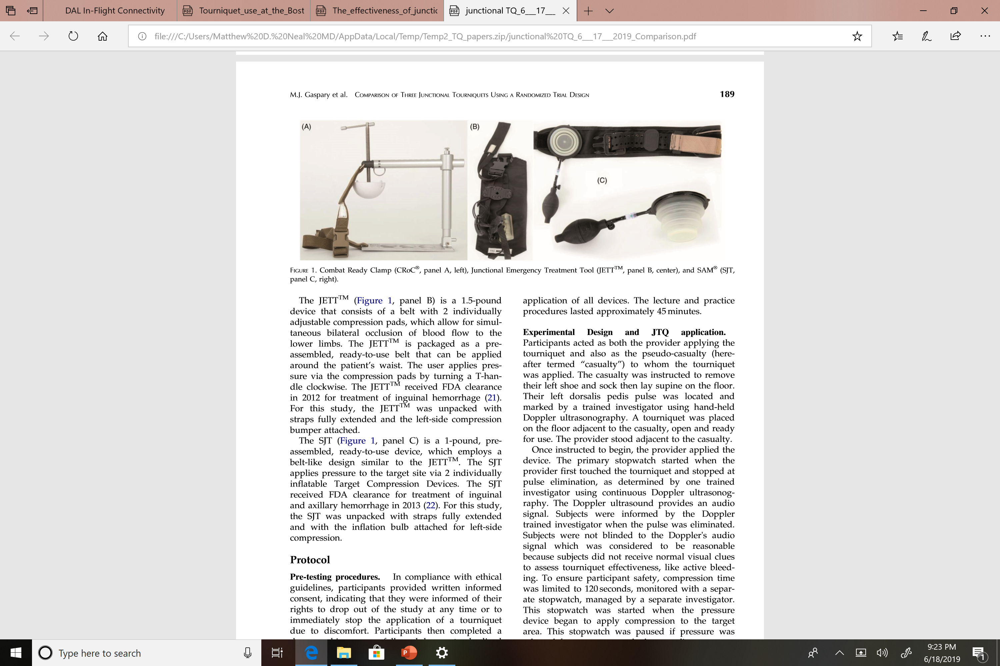 DAL In-Flight Connectivity
Tourniquet_use_at_the_Bost
The_effectiveness_of_junctic
junctional TQ_6__17__
file:///C:/Users/Matthew%20D.%20Neal%20MD/AppData/Local/Temp/Temp2_TQ_papers.zip/junctional%20TQ_6__17__2019_Comparison.pdf
M.J. Gaspary et al. COMPARISON OF THREE JUNCTIONAL TOURNIQUETS USING A RANDOMIZED TRIAL DESIGN 189
(A)
(B)
(C)
FIGURE 1. Combat Ready Clamp (CRoC®, panel A, left), Junctional Emergency Treatment Tool (JETT™, panel B, center), and SAM® (SJT,
panel C, right).
The JETT™ (Figure 1, panel B) is a 1.5-pound
device that consists of a belt with 2 individually
adjustable compression pads, which allow for simul-
taneous bilateral occlusion of blood flow to the
lower limbs. The JETT™ is packaged as a pre-
assembled, ready-to-use belt that can be applied
around the patient's waist. The user applies pres-
sure via the compression pads by turning a T-han-
dle clockwise. The JETT™ received FDA clearance
in 2012 for treatment of inguinal hemorrhage (21).
For this study, the JETT™ was unpacked with
straps fully extended and the left-side compression
bumper attached.
The SJT (Figure 1, panel C) is a 1-pound, pre-
assembled, ready-to-use device, which employs a
belt-like design similar to the JETT™. The SJT
applies pressure to the target site via 2 individually
inflatable Target Compression Devices. The SJT
received FDA clearance for treatment of inguinal
and axillary hemorrhage in 2013 (22). For this study,
the SJT was unpacked with straps fully extended
and with the inflation bulb attached for left-side
compression.
Protocol
Pre-testing procedures. In compliance with ethical
guidelines, participants provided written informed
consent, indicating that they were informed of their
rights to drop out of the study at any time or to
immediately stop the application of a tourniquet
due to discomfort. Participants then completed a
application of all devices. The lecture and practice
procedures lasted approximately 45 minutes.
Experimental Design and JTQ application.
Participants acted as both the provider applying the
tourniquet and also as the pseudo-casualty (here-
after termed "casualty") to whom the tourniquet
was applied. The casualty was instructed to remove
their left shoe and sock then lay supine on the floor.
Their left dorsalis pedis pulse was located and
marked by a trained investigator using hand-held
Doppler ultrasonography. A tourniquet was placed
on the floor adjacent to the casualty, open and ready
for use. The provider stood adjacent to the casualty.
Once instructed to begin, the provider applied the
device. The primary stopwatch started when the
provider first touched the tourniquet and stopped at
pulse elimination, as determined by one trained
investigator using continuous Doppler ultrasonog-
raphy. The Doppler ultrasound provides an audio
signal. Subjects were informed by the Doppler
trained investigator when the pulse was eliminated.
Subjects were not blinded to the Doppler's audio
signal which was considered to be reasonable
because subjects did not receive normal visual clues
to assess tourniquet effectiveness, like active bleed-
ing. To ensure participant safety, compression time
was limited to 120 seconds, monitored with a separ-
ate stopwatch, managed by a separate investigator.
This stopwatch was started when the pressure
device began to apply compression to the target
area. This stopwatch was paused if pressure was
Type here to search
9:23 PM
6/18/2019
1